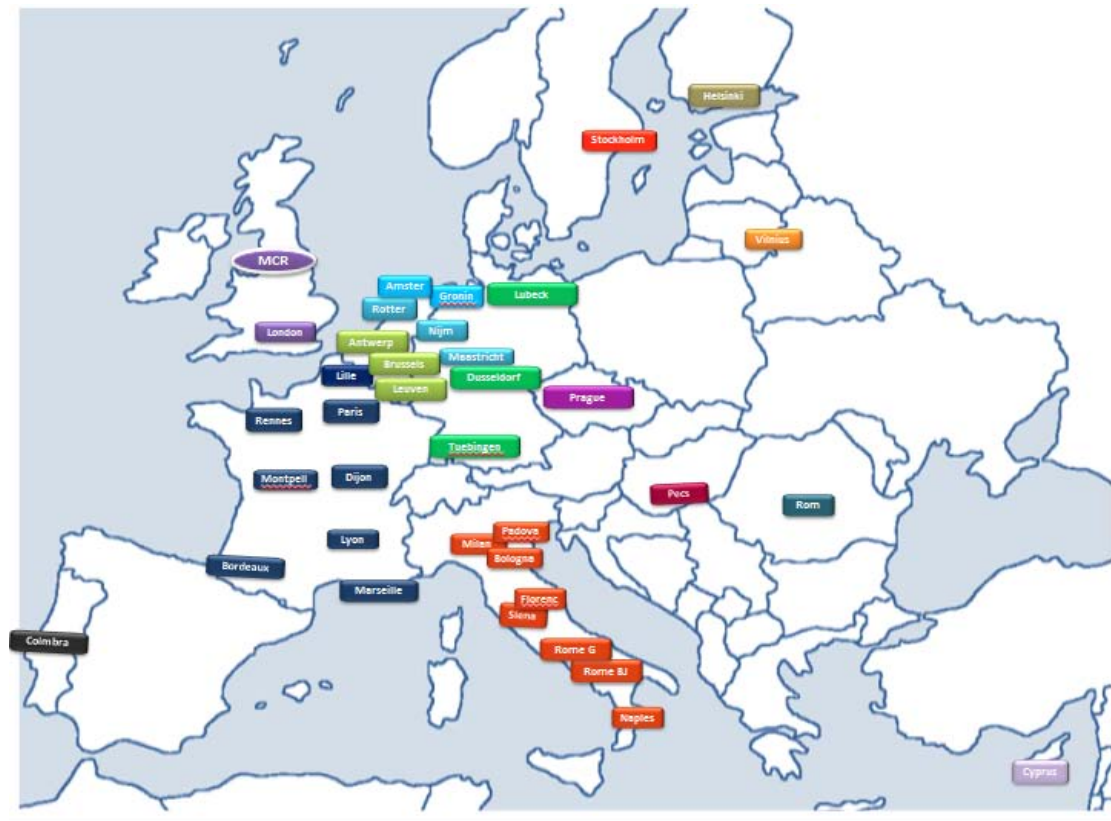 Helsinki
Stockholm
Vilnius
MCR
Amster
Gronin
Lubeck
Rotter
London
Nijm
Antwerp
Maastricht
Brussels
Lille
Dusseldorf
Leuven
Prague
Paris
Rennes
Tuebingen
Montpell
Dijon
Pecs
Rom
Padova
Lyon
Milan
Bologna
Bordeaux
Marseille
Florenc
Siena
Coimbra
Rome G
Rome BJ
Naples
Cyprus